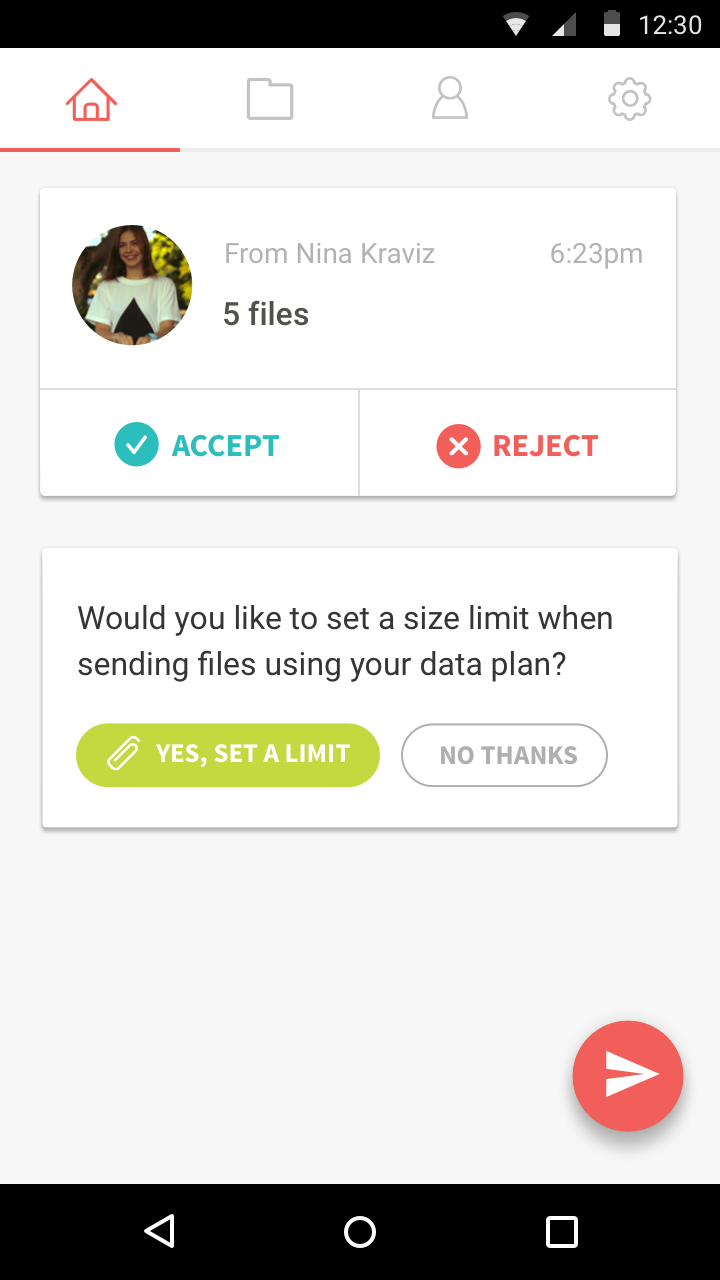 12:30
From Nina Kraviz 6:23pm
5 files
ACCEPT REJECT
Would you like to set a size limit when
sending files using your data plan?
YES, SET A LIMIT NO THANKS